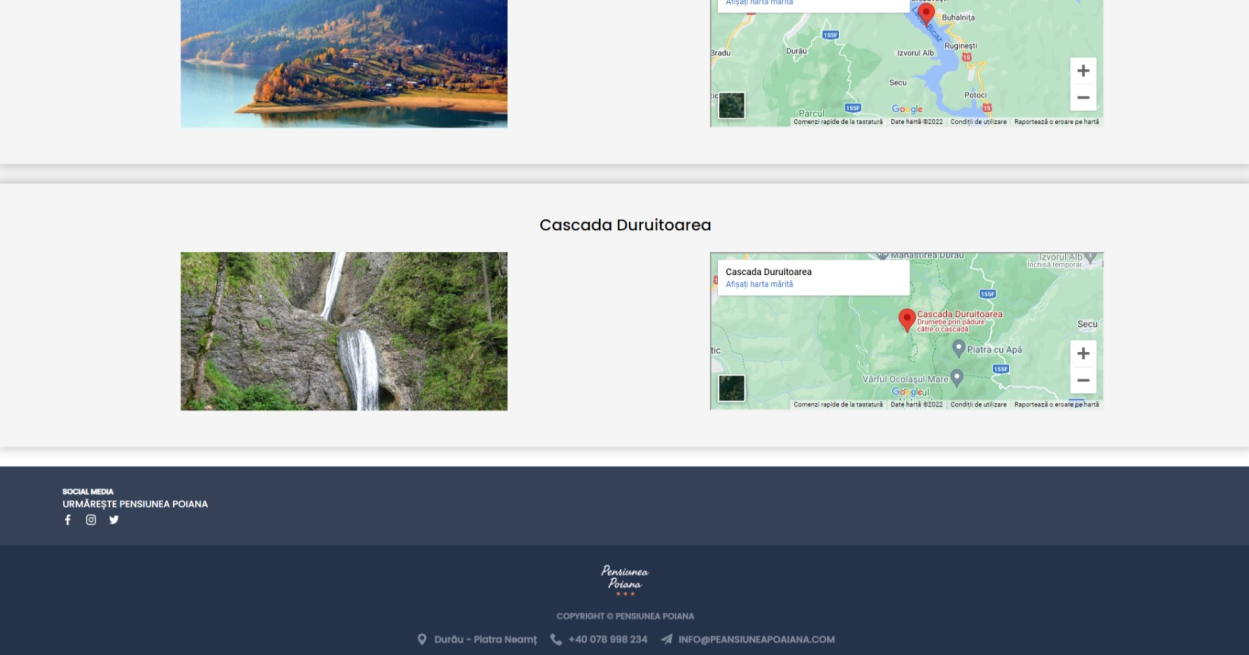 Afișați harta mărită
155F
Buhalnița
Bradu
Durău
Izvorul Alb
Ruginești
15
Secu
Potoci
155F
15
Parcul
Google
Comenzi rapide de la tastatură Date hartă ©2022 Condiții de utilizare Raportează o eroare pe hartă
Cascada Duruitoarea
Mănăstirea Durău
Izvorul Alb
Închisă temporar
Cascada Duruitoarea
Afișați harta mărită
155F
Cascada Duruitoarea
Drumeție prin pădure
către o cascadă
Secu
tic
Piatra cu Apă
155F
Vârful Ocolașul Mare
Google
Comenzi rapide de la tastatură Date hartă ©2022 Condiții de utilizare Raportează o eroare pe hartă
SOCIAL MEDIA
URMĂREȘTE PENSIUNEA POIANA
Pensiunea
Poiana
COPYRIGHT © PENSIUNEA POIANA
Durău - Piatra Neamț +40 078 998 234 INFO@PEANSIUNEAPOAIANA.COM